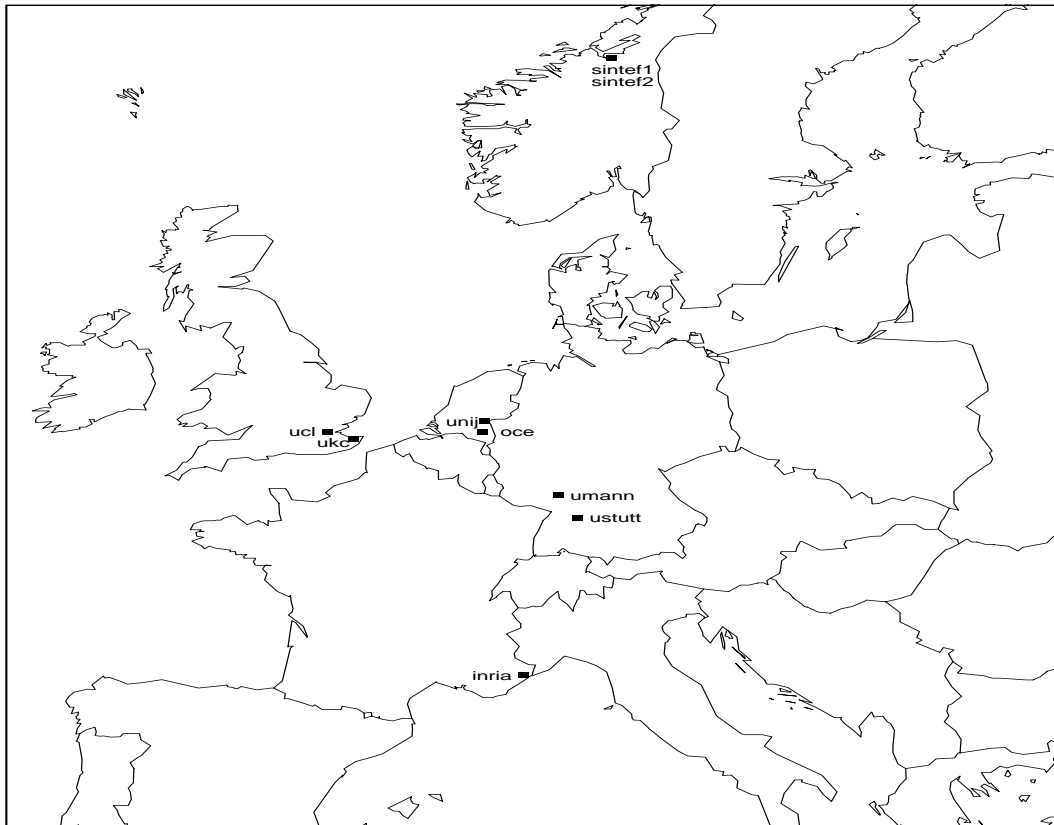 sintef1
sintef2
unij
ucl
oce
ukc
umann
ustutt
inria